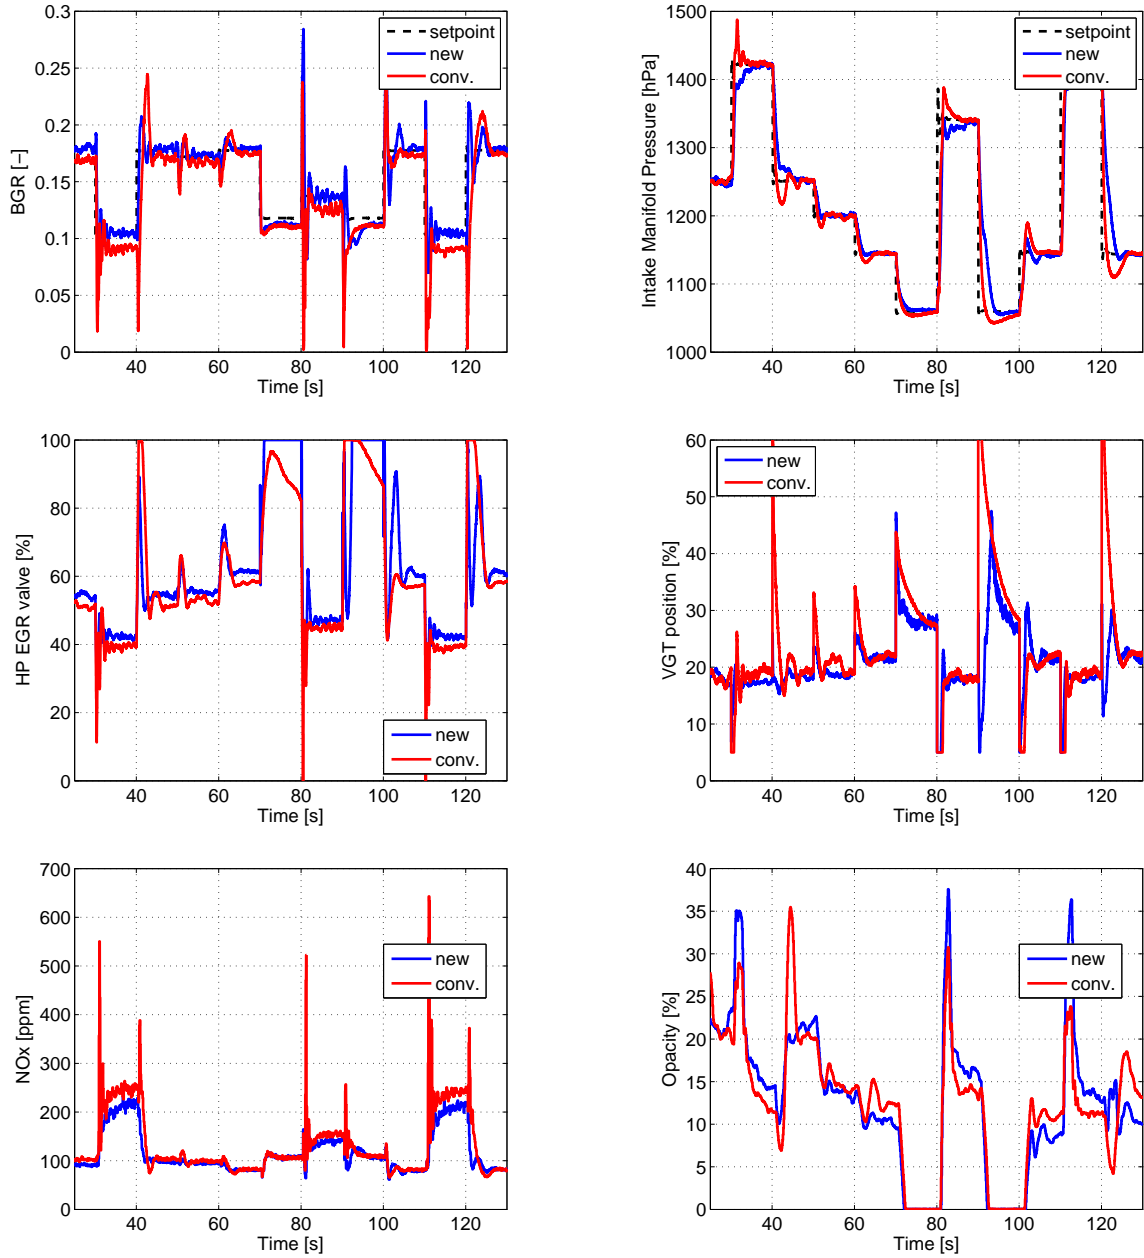 0.3
0.25
0.2
0.15
0.1
0.05
0
BGR [−]
setpoint
new
conv.
40 60 80 100 120
Time [s]
1500
1400
1300
1200
1100
1000
Intake Manifold Pressure [hPa]
setpoint
new
conv.
40 60 80 100 120
Time [s]
100
80
60
40
20
0
HP EGR valve [%]
new
conv.
40 60 80 100 120
Time [s]
60
50
40
30
20
10
0
VGT position [%]
new
conv.
40 60 80 100 120
Time [s]
700
600
500
400
300
200
100
0
NOx [ppm]
new
conv.
40 60 80 100 120
Time [s]
40
35
30
25
20
15
10
5
0
Opacity [%]
new
conv.
40 60 80 100 120
Time [s]